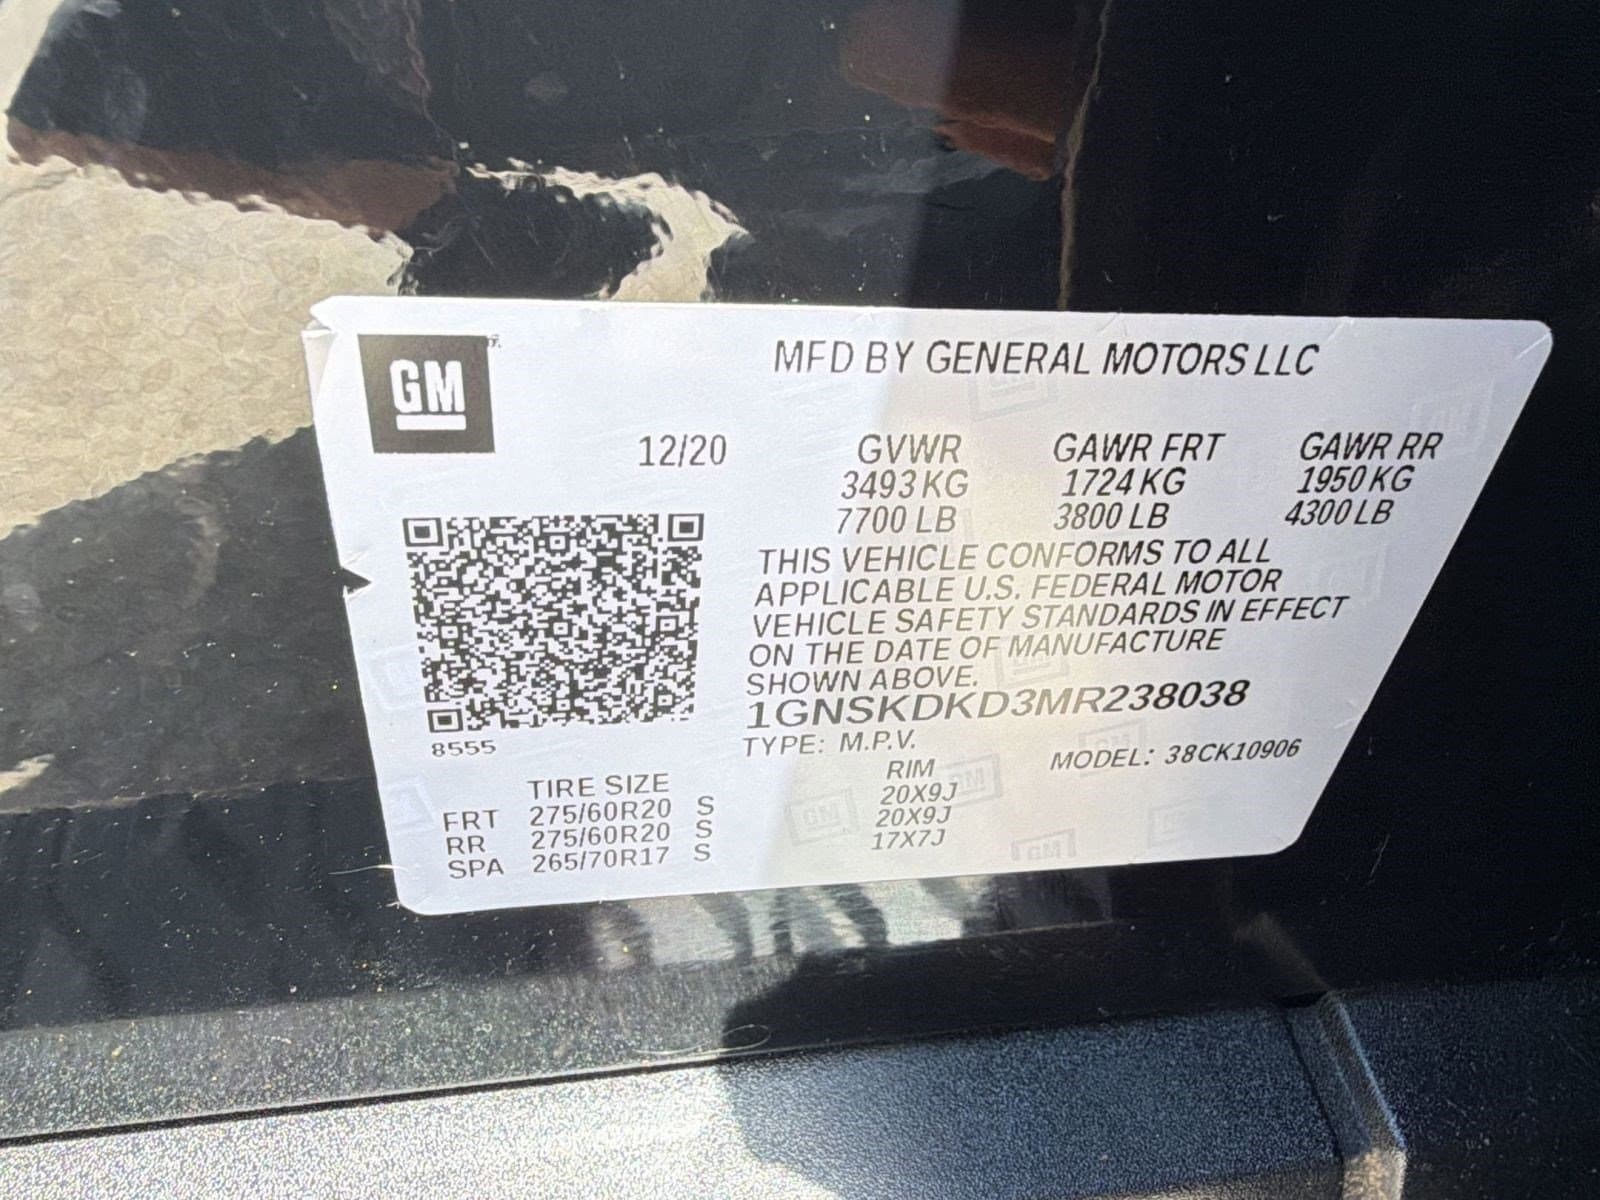 GM
MFD BY GENERAL MOTORS LLC
12/20
GVWR GAWR FRT GAWR RR
3493 KG 1724 KG 1950 KG
7700 LB 3800 LB 4300 LB
THIS VEHICLE CONFORMS TO ALL
APPLICABLE U.S. FEDERAL MOTOR
VEHICLE SAFETY STANDARDS IN EFFECT
ON THE DATE OF MANUFACTURE
SHOWN ABOVE.
1GNSKDKD3MR238038
8555
TYPE: M.P.V. MODEL: 38CK10906
TIRE SIZE RIM
FRT 275/60R20 S 20X9J
RR 275/60R20 S 20X9J
SPA 265/70R17 S 17X7J